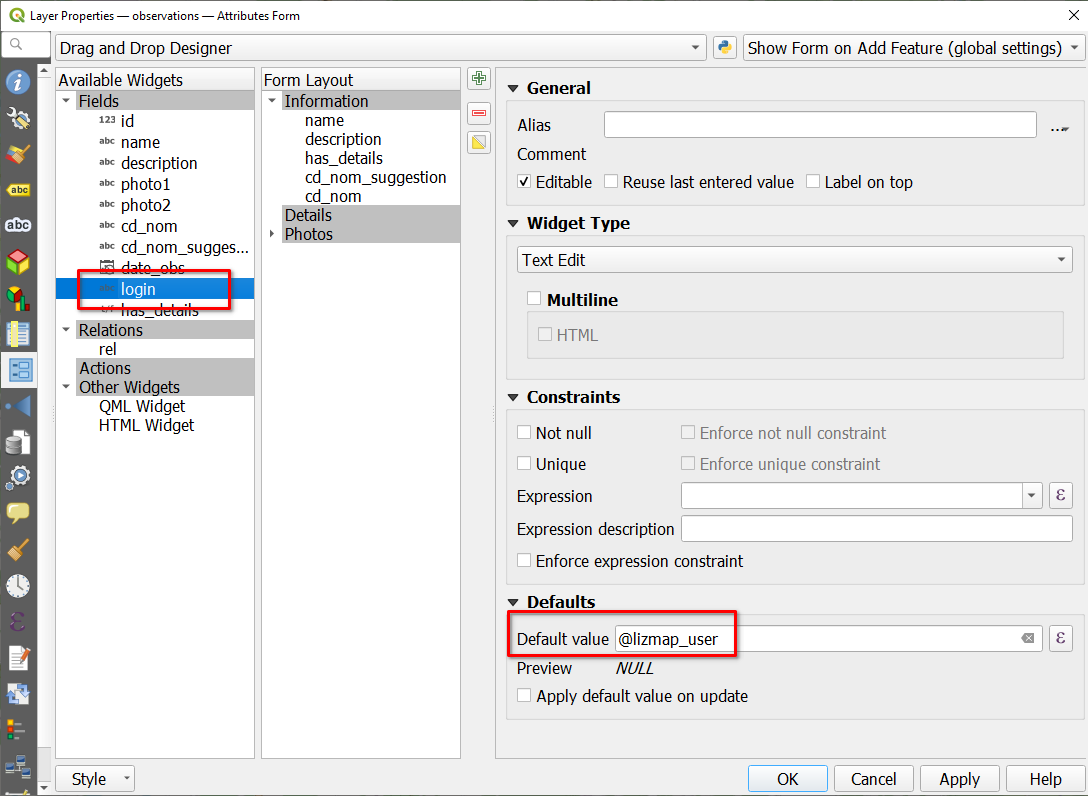 Layer Properties — observations — Attributes Form
Drag and Drop Designer
Show Form on Add Feature (global settings)
Available Widgets
Fields
123 id
abc name
abc description
abc photo1
abc photo2
abc cd_nom
abc cd_nom_sugges...
date_obs
login
has_details
Relations
rel
Actions
Other Widgets
QML Widget
HTML Widget
Form Layout
Information
name
description
has_details
cd_nom_suggestion
cd_nom
Details
Photos
General
Alias
...
Comment
Editable Reuse last entered value Label on top
Widget Type
Text Edit
Multiline
HTML
Constraints
Not null Enforce not null constraint
Unique Enforce unique constraint
Expression ε
Expression description
Enforce expression constraint
Defaults
Default value @lizmap_user ε
Preview NULL
Apply default value on update
abc
abc
Style
OK Cancel Apply Help